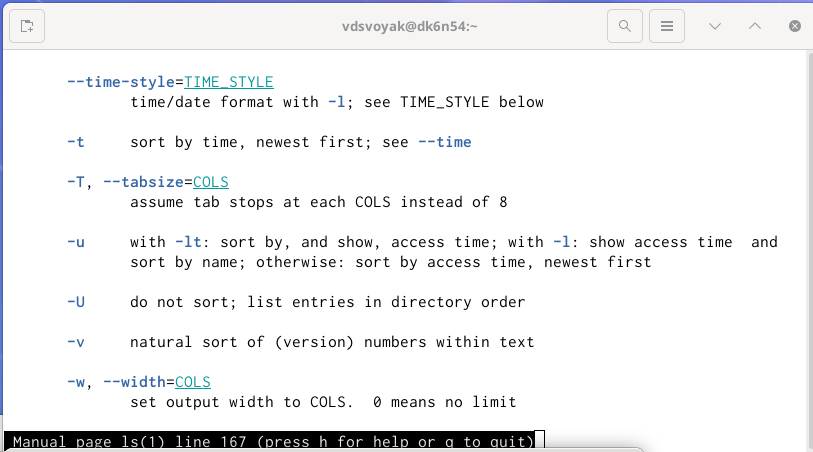 vdsvoyak@dk6n54:~
--time-style=TIME_STYLE
time/date format with -l; see TIME_STYLE below
-t     sort by time, newest first; see --time
-T, --tabsize=COLS
assume tab stops at each COLS instead of 8
-u     with -lt: sort by, and show, access time; with -l: show access time  and
sort by name; otherwise: sort by access time, newest first
-U     do not sort; list entries in directory order
-v     natural sort of (version) numbers within text
-w, --width=COLS
set output width to COLS.  0 means no limit
Manual page ls(1) line 167 (press h for help or q to quit)